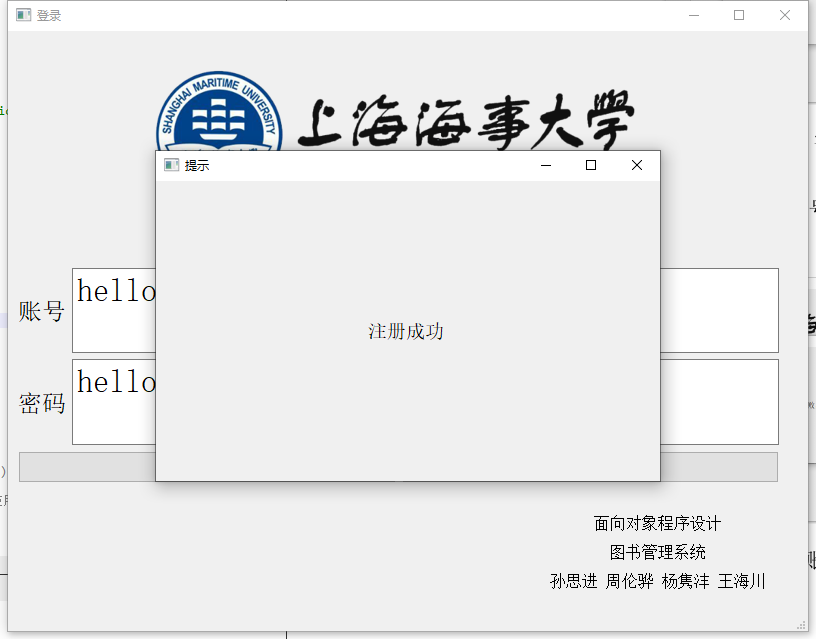 登录
SHANGHAI MARITIME UNIVERSITY
上海海事大学
提示
账号
hello
注册成功
密码
hello
面向对象程序设计
图书管理系统
孙思进 周伦骅 杨隽沣 王海川